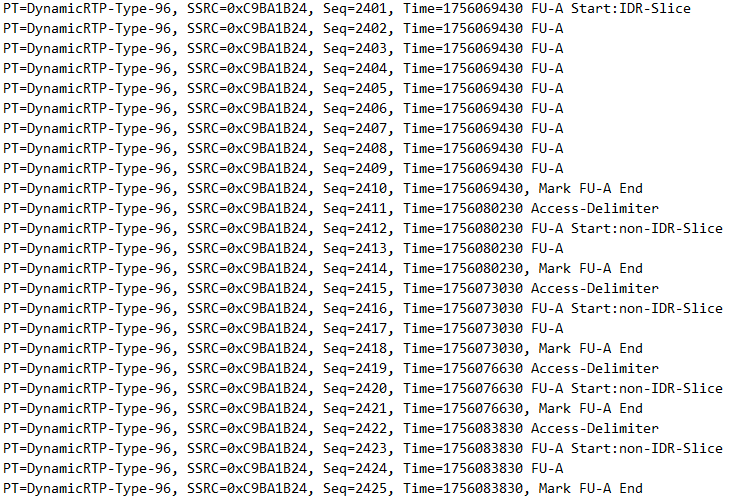 PT=DynamicRTP-Type-96, SSRC=0xC9BA1B24, Seq=2401, Time=1756069430 FU-A Start:IDR-Slice
PT=DynamicRTP-Type-96, SSRC=0xC9BA1B24, Seq=2402, Time=1756069430 FU-A
PT=DynamicRTP-Type-96, SSRC=0xC9BA1B24, Seq=2403, Time=1756069430 FU-A
PT=DynamicRTP-Type-96, SSRC=0xC9BA1B24, Seq=2404, Time=1756069430 FU-A
PT=DynamicRTP-Type-96, SSRC=0xC9BA1B24, Seq=2405, Time=1756069430 FU-A
PT=DynamicRTP-Type-96, SSRC=0xC9BA1B24, Seq=2406, Time=1756069430 FU-A
PT=DynamicRTP-Type-96, SSRC=0xC9BA1B24, Seq=2407, Time=1756069430 FU-A
PT=DynamicRTP-Type-96, SSRC=0xC9BA1B24, Seq=2408, Time=1756069430 FU-A
PT=DynamicRTP-Type-96, SSRC=0xC9BA1B24, Seq=2409, Time=1756069430 FU-A
PT=DynamicRTP-Type-96, SSRC=0xC9BA1B24, Seq=2410, Time=1756069430, Mark FU-A End
PT=DynamicRTP-Type-96, SSRC=0xC9BA1B24, Seq=2411, Time=1756080230 Access-Delimiter
PT=DynamicRTP-Type-96, SSRC=0xC9BA1B24, Seq=2412, Time=1756080230 FU-A Start:non-IDR-Slice
PT=DynamicRTP-Type-96, SSRC=0xC9BA1B24, Seq=2413, Time=1756080230 FU-A
PT=DynamicRTP-Type-96, SSRC=0xC9BA1B24, Seq=2414, Time=1756080230, Mark FU-A End
PT=DynamicRTP-Type-96, SSRC=0xC9BA1B24, Seq=2415, Time=1756073030 Access-Delimiter
PT=DynamicRTP-Type-96, SSRC=0xC9BA1B24, Seq=2416, Time=1756073030 FU-A Start:non-IDR-Slice
PT=DynamicRTP-Type-96, SSRC=0xC9BA1B24, Seq=2417, Time=1756073030 FU-A
PT=DynamicRTP-Type-96, SSRC=0xC9BA1B24, Seq=2418, Time=1756073030, Mark FU-A End
PT=DynamicRTP-Type-96, SSRC=0xC9BA1B24, Seq=2419, Time=1756076630 Access-Delimiter
PT=DynamicRTP-Type-96, SSRC=0xC9BA1B24, Seq=2420, Time=1756076630 FU-A Start:non-IDR-Slice
PT=DynamicRTP-Type-96, SSRC=0xC9BA1B24, Seq=2421, Time=1756076630, Mark FU-A End
PT=DynamicRTP-Type-96, SSRC=0xC9BA1B24, Seq=2422, Time=1756083830 Access-Delimiter
PT=DynamicRTP-Type-96, SSRC=0xC9BA1B24, Seq=2423, Time=1756083830 FU-A Start:non-IDR-Slice
PT=DynamicRTP-Type-96, SSRC=0xC9BA1B24, Seq=2424, Time=1756083830 FU-A
PT=DynamicRTP-Type-96, SSRC=0xC9BA1B24, Seq=2425, Time=1756083830, Mark FU-A End